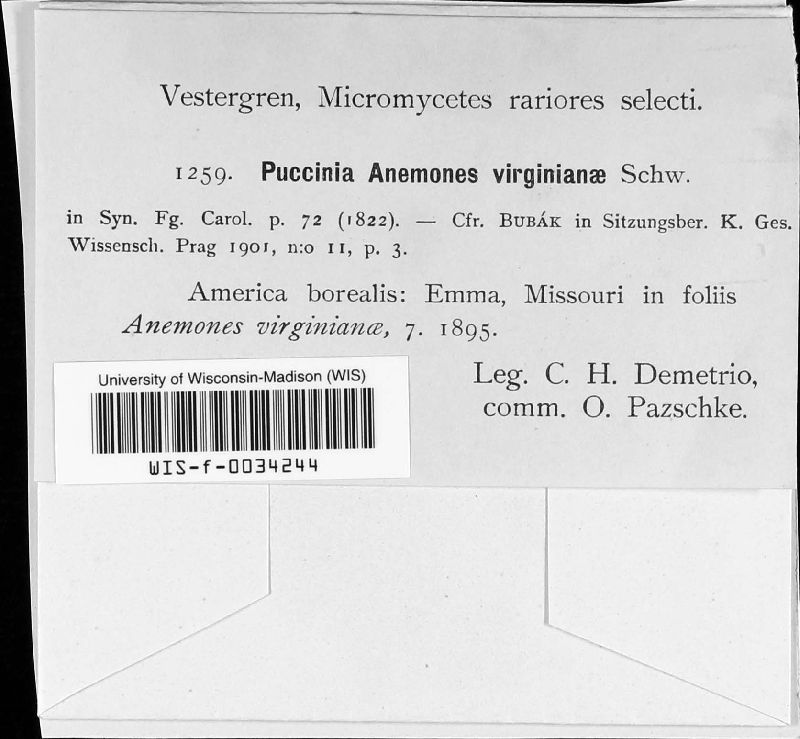 Vestergren, Micromycetes rariores selecti.
1259. Puccinia Anemones virginianæ Schw.
in Syn. Fg. Carol. p. 72 (1822). — Cfr. BUBÁK in Sitzungsber. K. Ges.
Wissensch. Prag 1901, n:o 11, p. 3.
America borealis: Emma, Missouri in foliis
Anemones virginianæ, 7. 1895.
Leg. C. H. Demetrio,
comm. O. Pazschke.
University of Wisconsin-Madison (WIS)
WIS-f-0034244